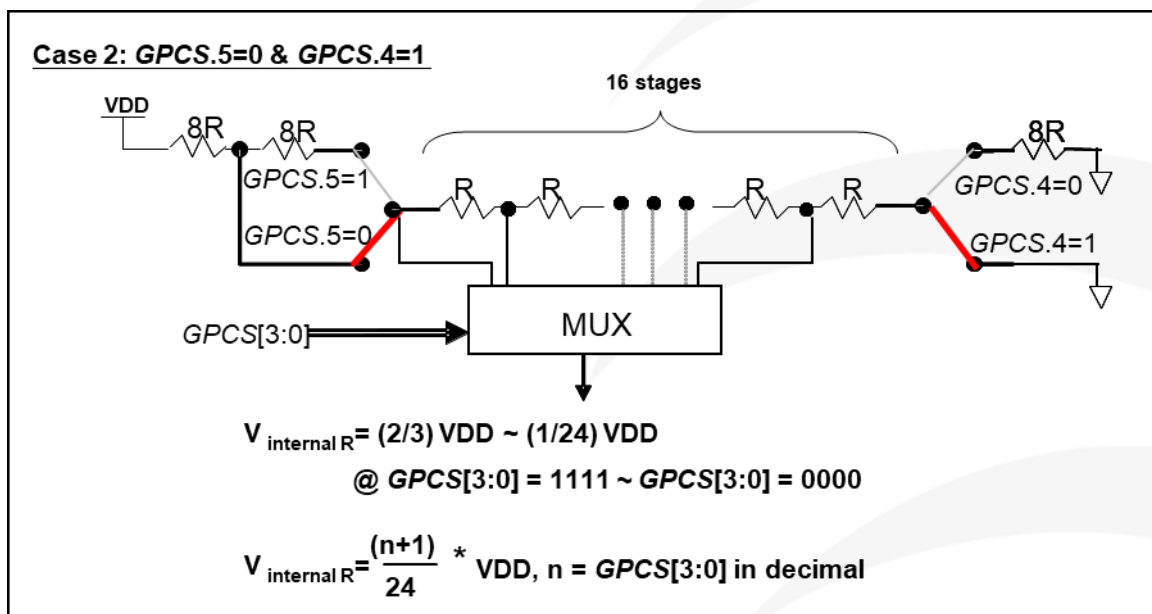 Case 2: GPCS.5=0 & GPCS.4=1
16 stages
VDD
8R
8R
8R
GPCS.5=1
R
R
R
R
GPCS.4=0
GPCS.5=0
GPCS.4=1
MUX
GPCS[3:0]
V internal R = (2/3) VDD ~ (1/24) VDD
@ GPCS[3:0] = 1111 ~ GPCS[3:0] = 0000
V internal R = (n+1)/24 * VDD, n = GPCS[3:0] in decimal